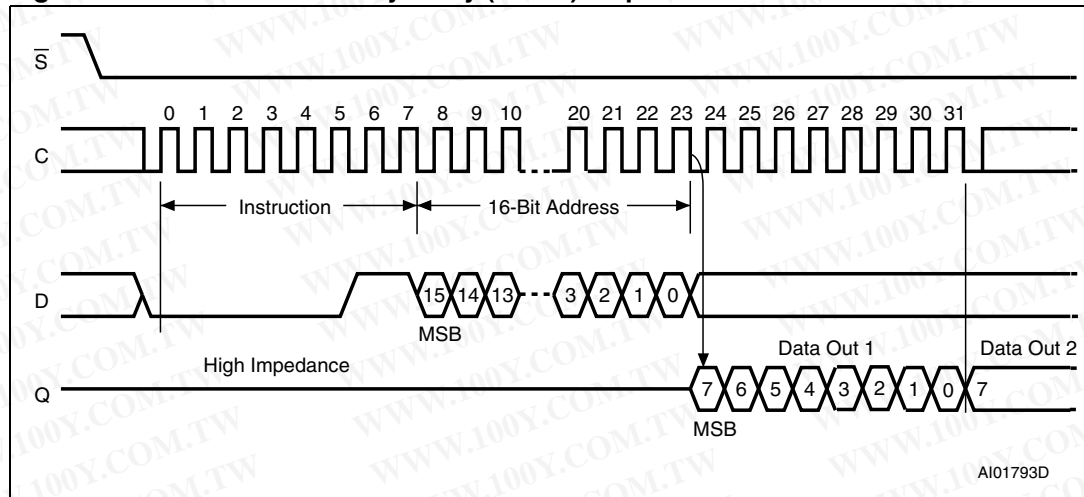 S
0 1 2 3 4 5 6 7 8 9 10 20 21 22 23 24 25 26 27 28 29 30 31
C
Instruction 16-Bit Address
D
15 14 13 3 2 1 0
MSB
High Impedance Data Out 1 Data Out 2
Q
7 6 5 4 3 2 1 0 7
MSB
AI01793D
WWW.100Y.COM.TW